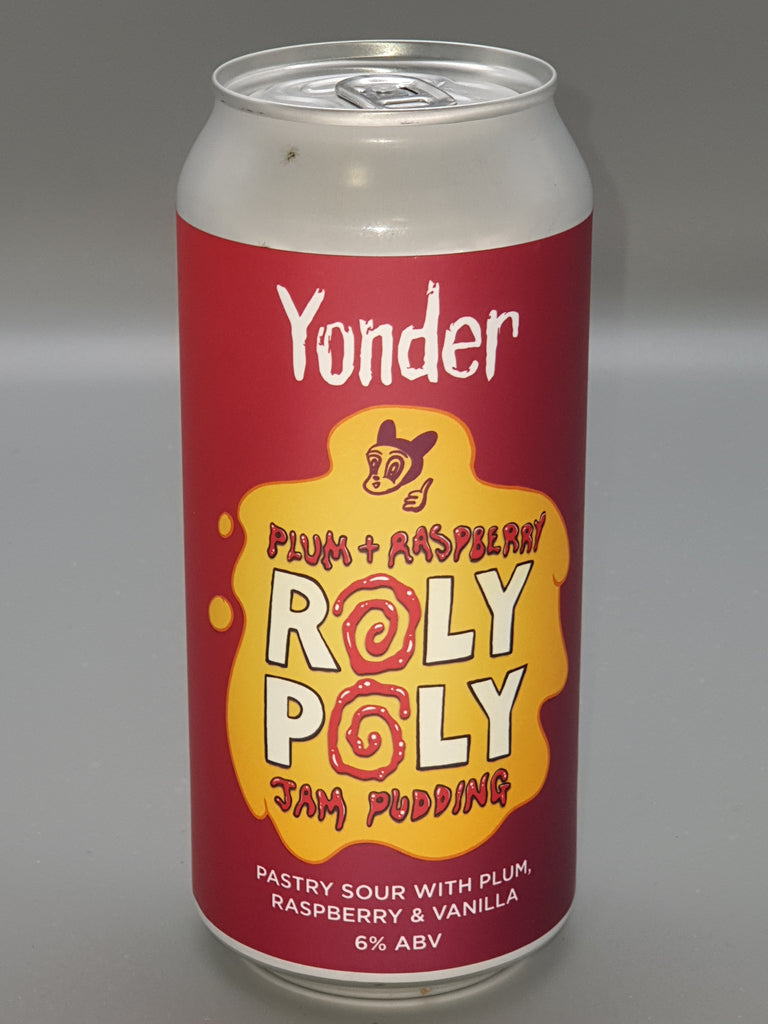 Yonder
PLUM + RASPBERRY
ROLY
POLY
JAM PUDDING
PASTRY SOUR WITH PLUM,
RASPBERRY & VANILLA
6% ABV